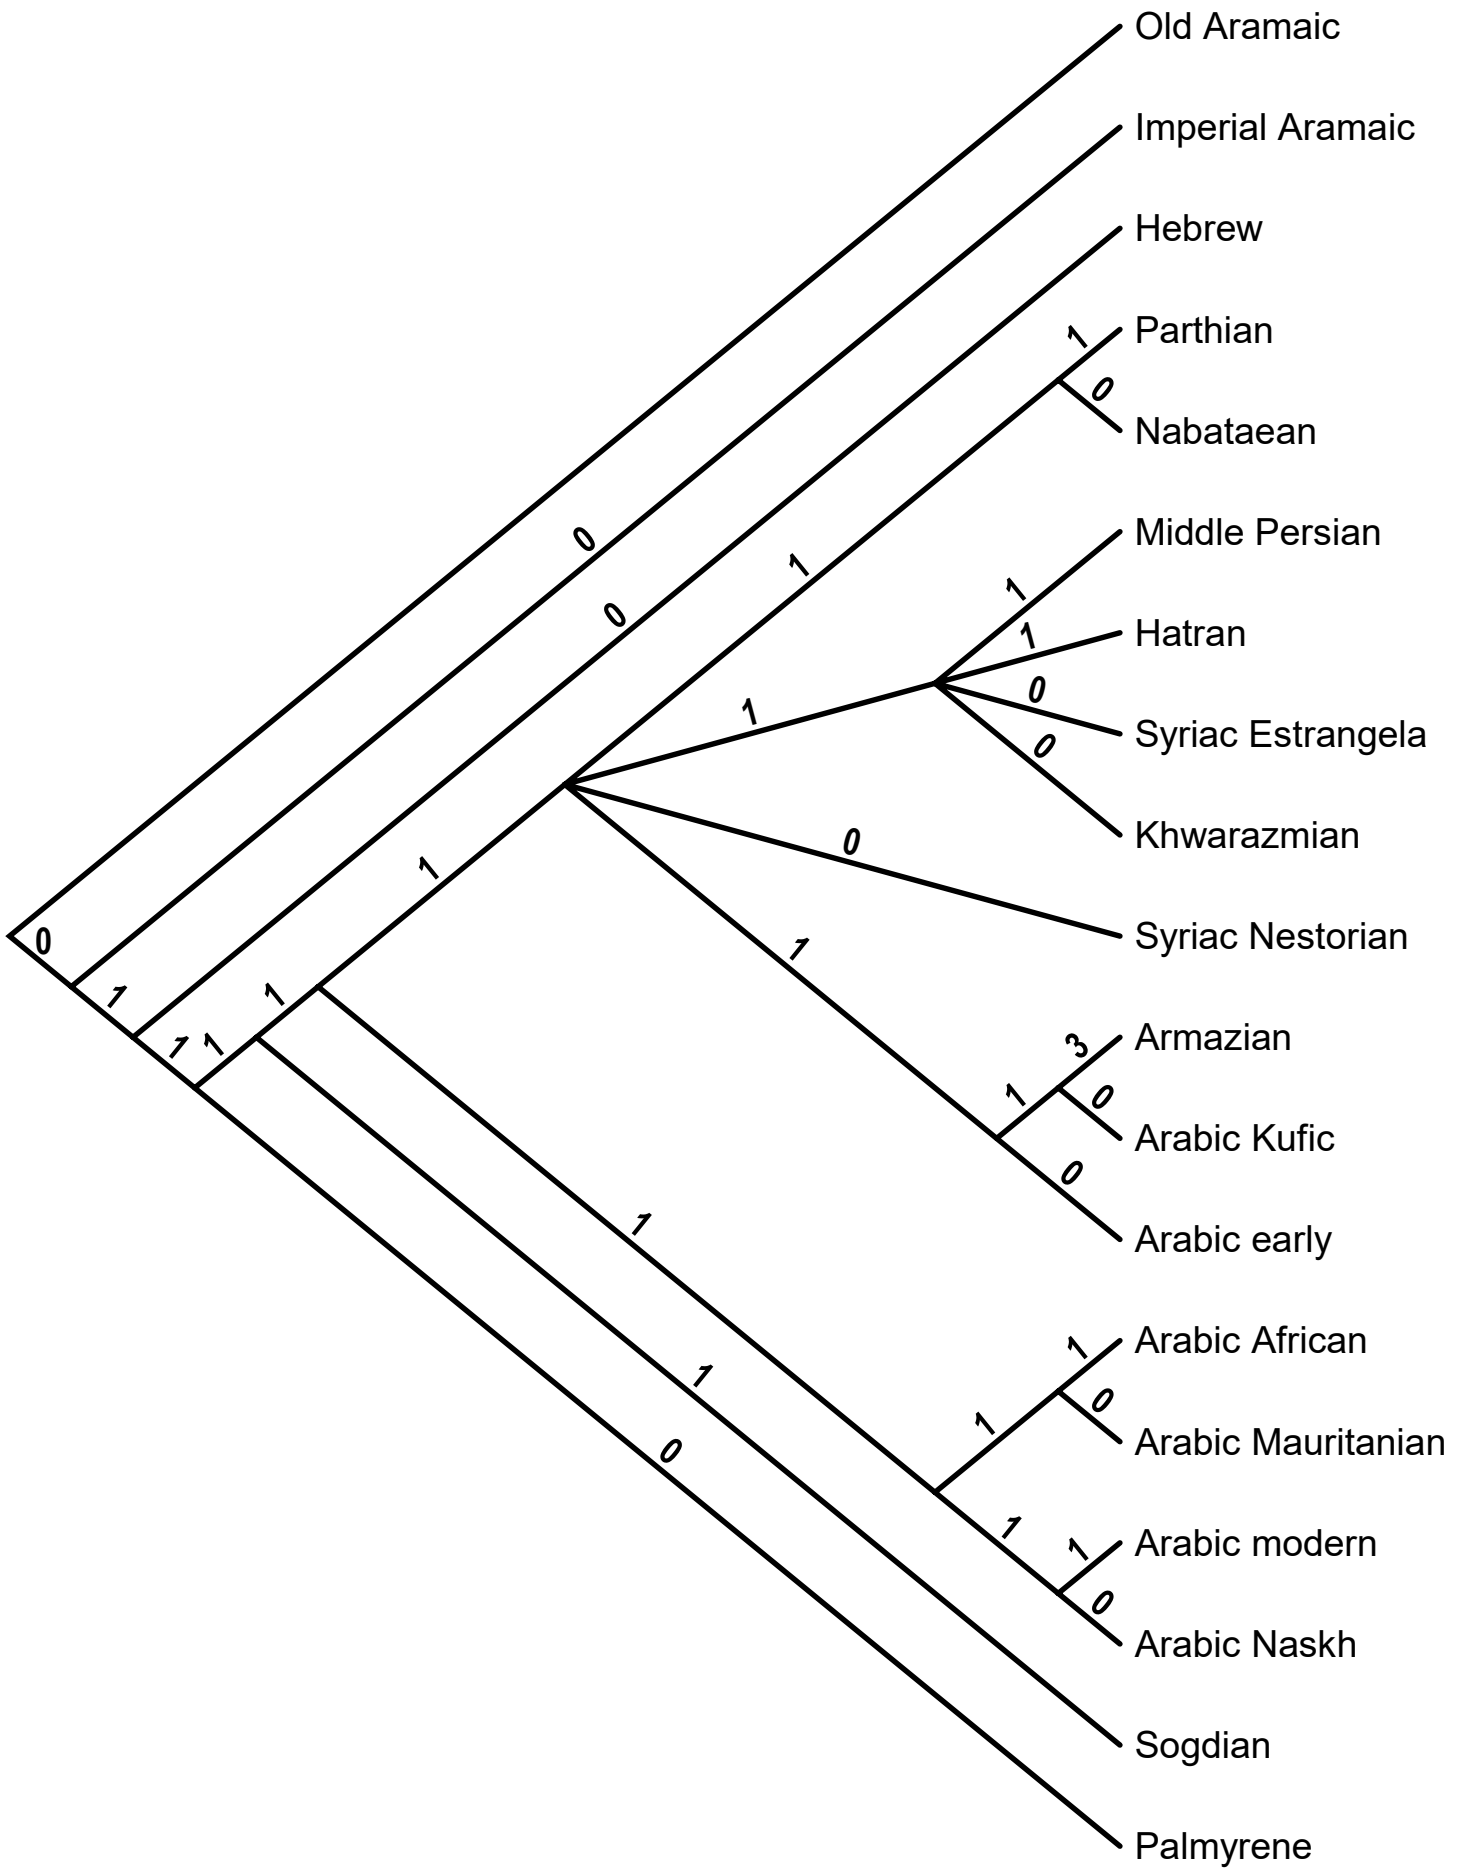 Old Aramaic
Imperial Aramaic
Hebrew
1
Parthian
0
Nabataean
Middle Persian
0
1
1
0
1
Hatran
0
1
Syriac Estrangela
0
Khwarazmian
0
1
Syriac Nestorian
0
1
1
1
Armazian
3
1
1
1
0
Arabic Kufic
0
Arabic early
1
Arabic African
1
1
0
1
Arabic Mauritanian
0
1
Arabic modern
1
0
Arabic Naskh
Sogdian
Palmyrene